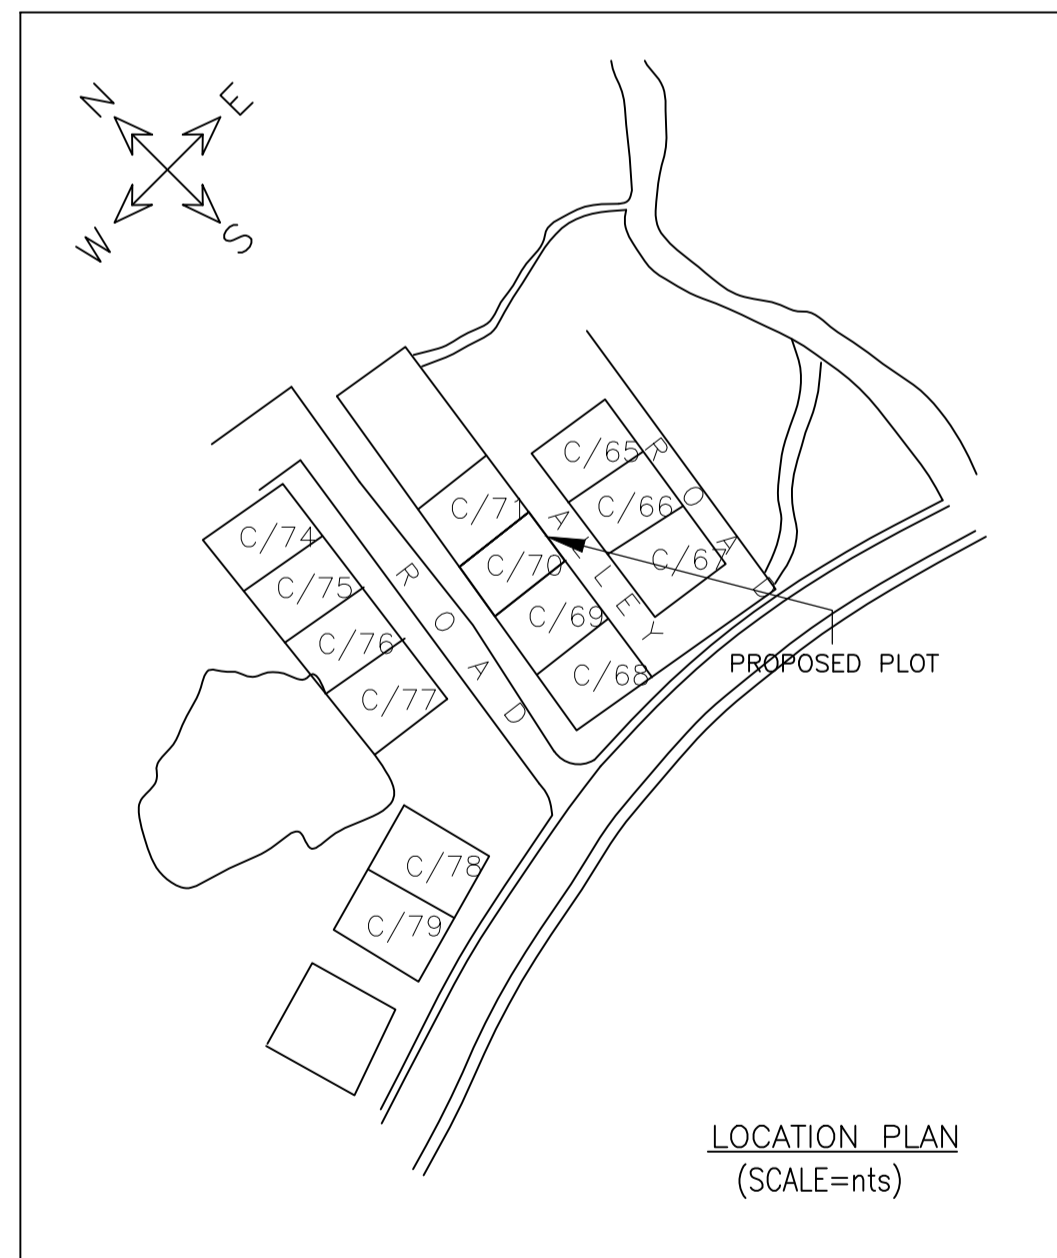 N
E
W
S
C/65
ROAD
C/66
C/71
ALLEY
C/74
C/67
C/70
ROAD
C/75
C/69
C/76
C/68
PROPOSED PLOT
C/77
C/78
C/79
LOCATION PLAN
(SCALE=nts)